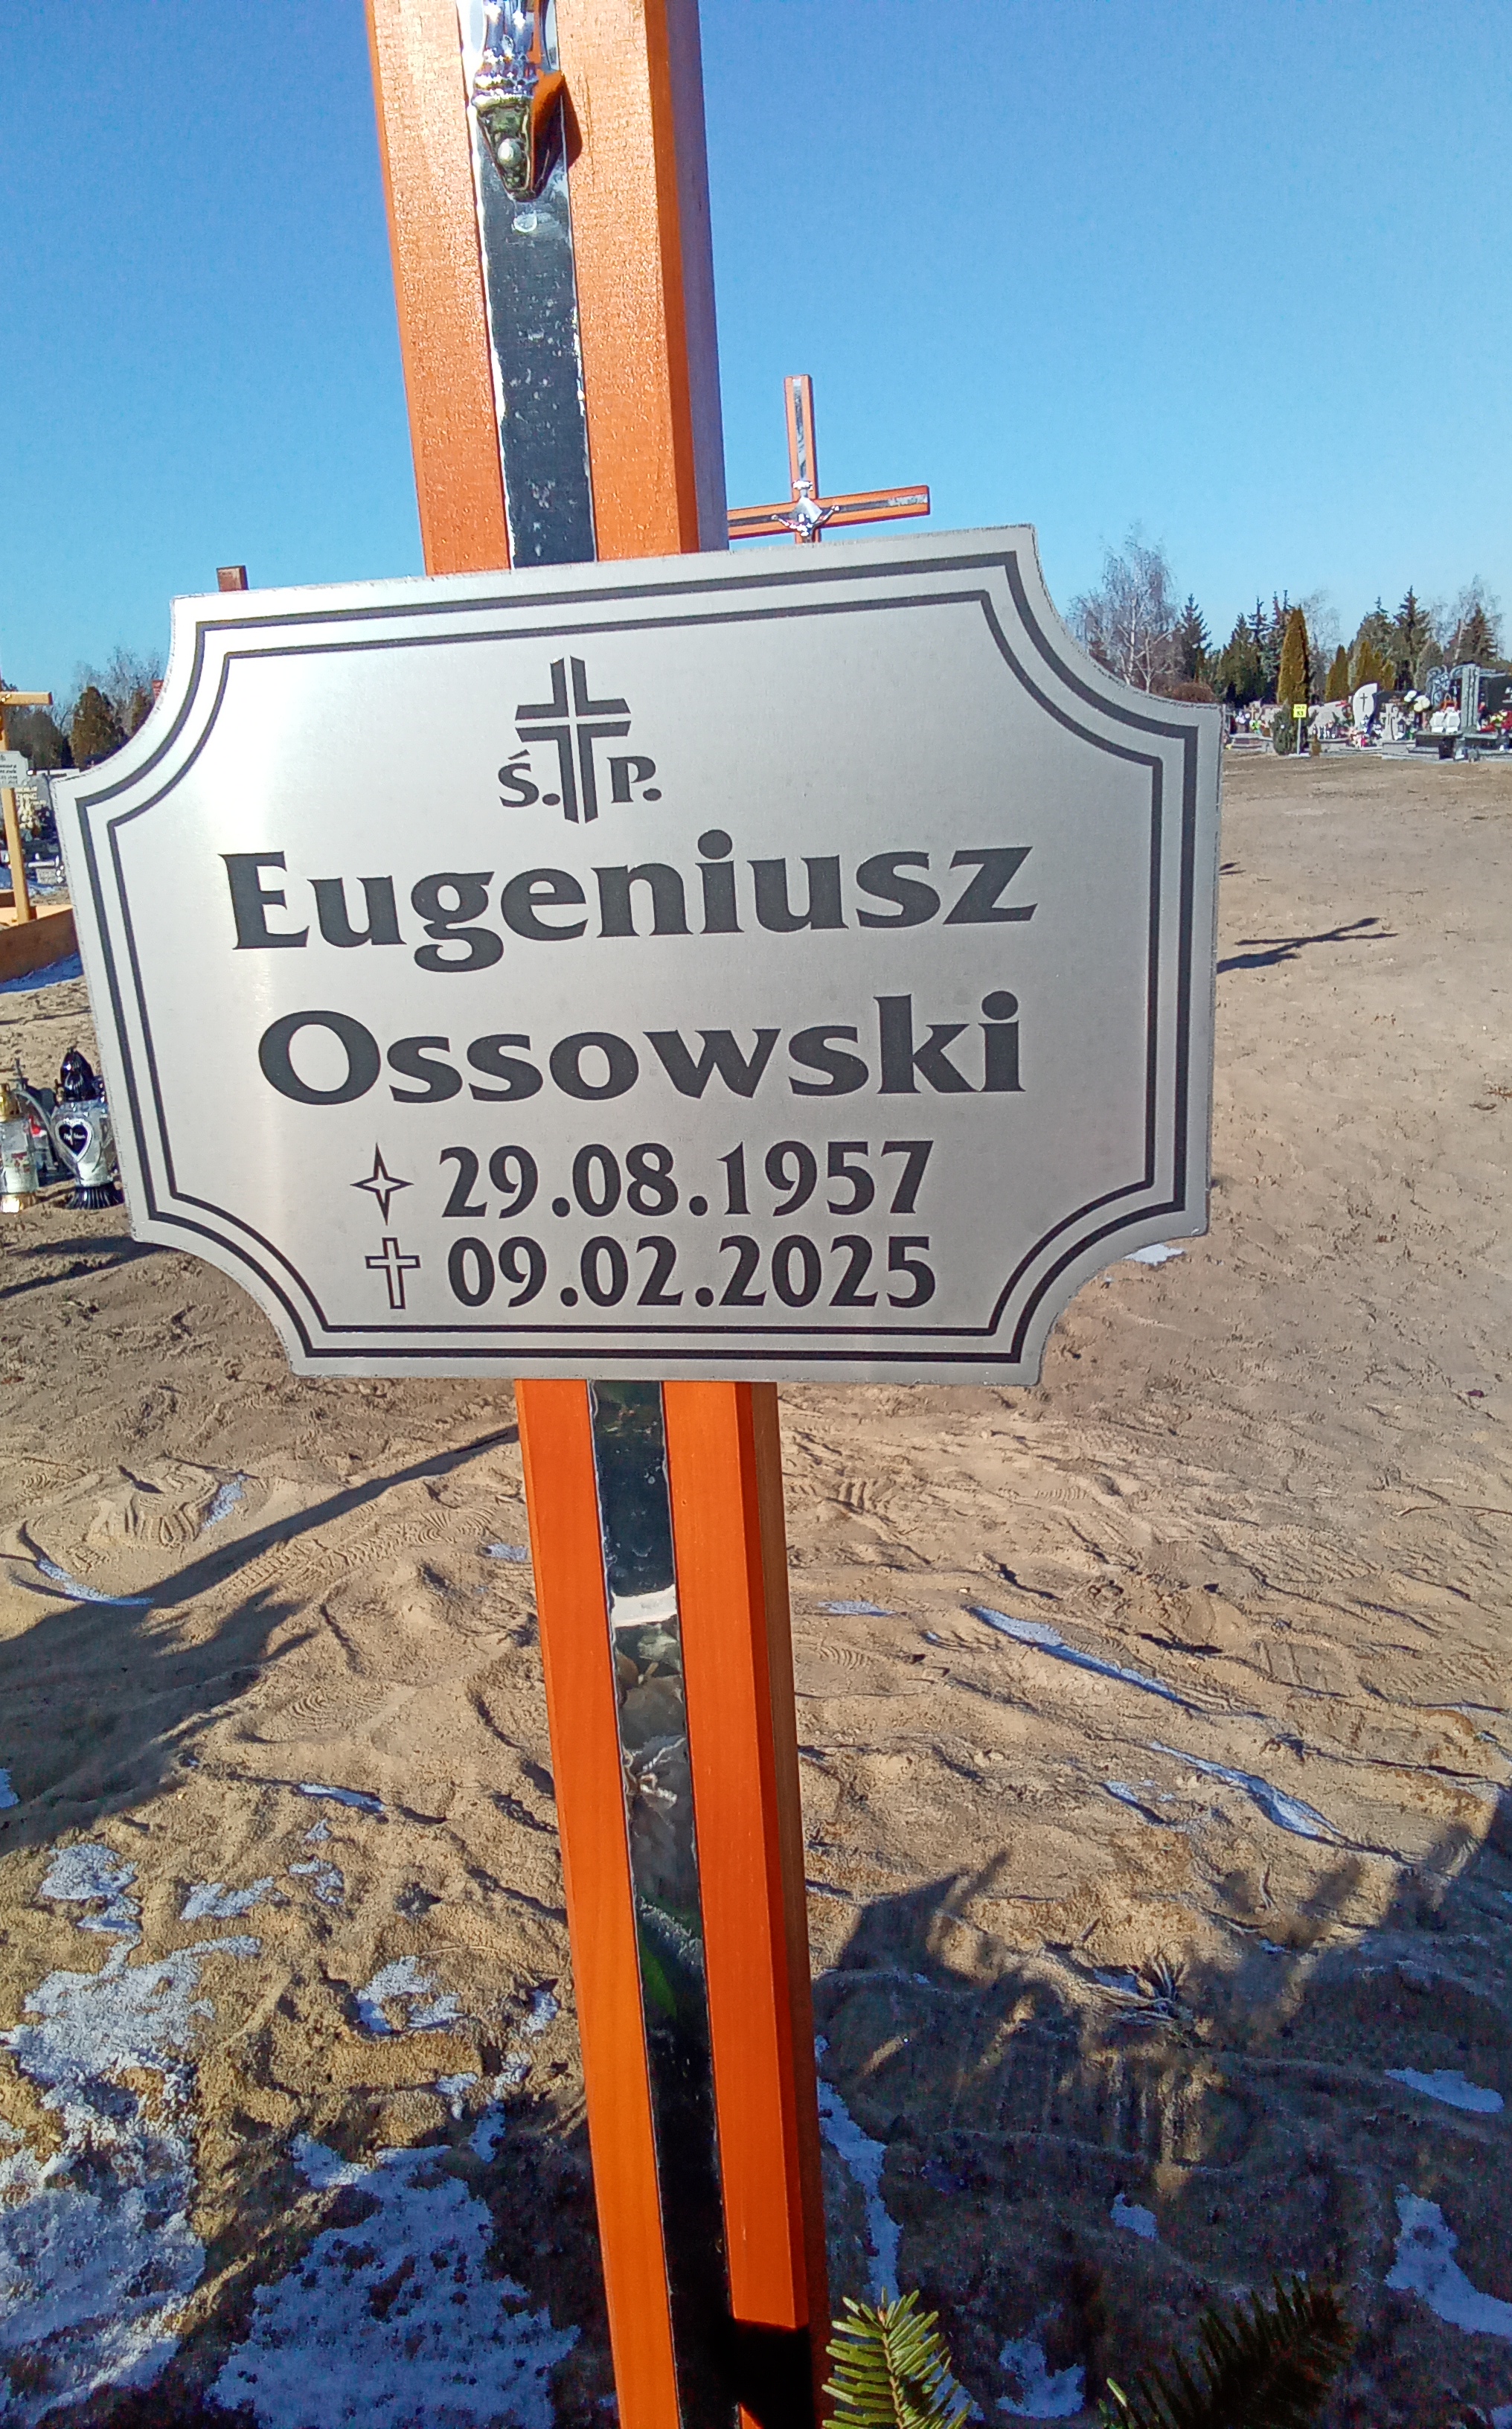 Ś. P.
Eugeniusz
Ossowski
29.08.1957
09.02.2025